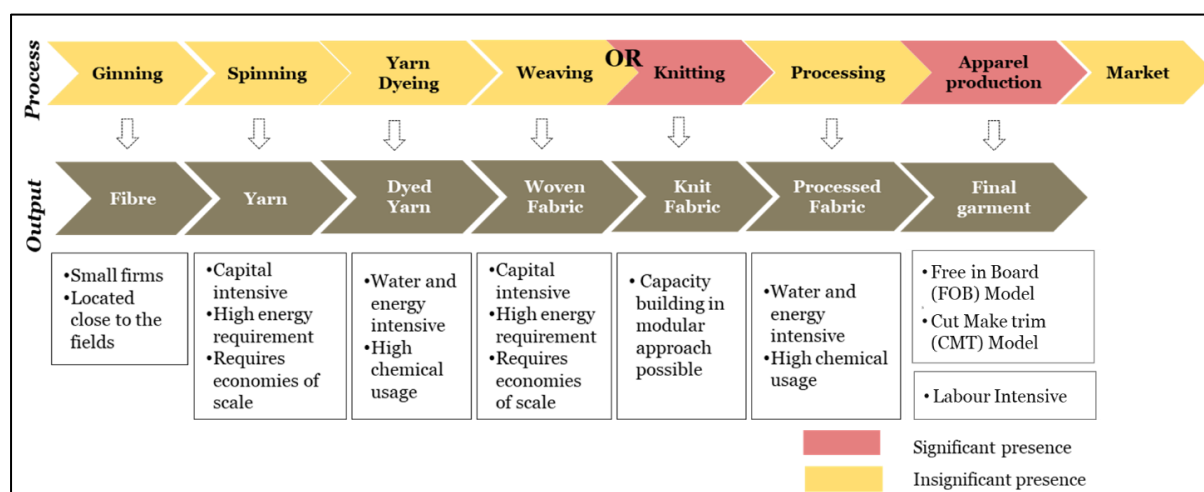 Process
Ginning
Spinning
Yarn
Dyeing
Weaving
OR
Knitting
Processing
Apparel
production
Market
Output
Fibre
Yarn
Dyed
Yarn
Woven
Fabric
Knit
Fabric
Processed
Fabric
Final
garment
•Small firms
•Located
close to the
fields
•Capital
intensive
•High energy
requirement
•Requires
economies of
scale
•Water and
energy
intensive
•High
chemical
usage
•Capital
intensive
•High energy
requirement
•Requires
economies of
scale
• Capacity
building in
modular
approach
possible
•Water and
energy
intensive
•High chemical
usage
• Free in Board
(FOB) Model
• Cut Make trim
(CMT) Model
• Labour Intensive
Significant presence
Insignificant presence